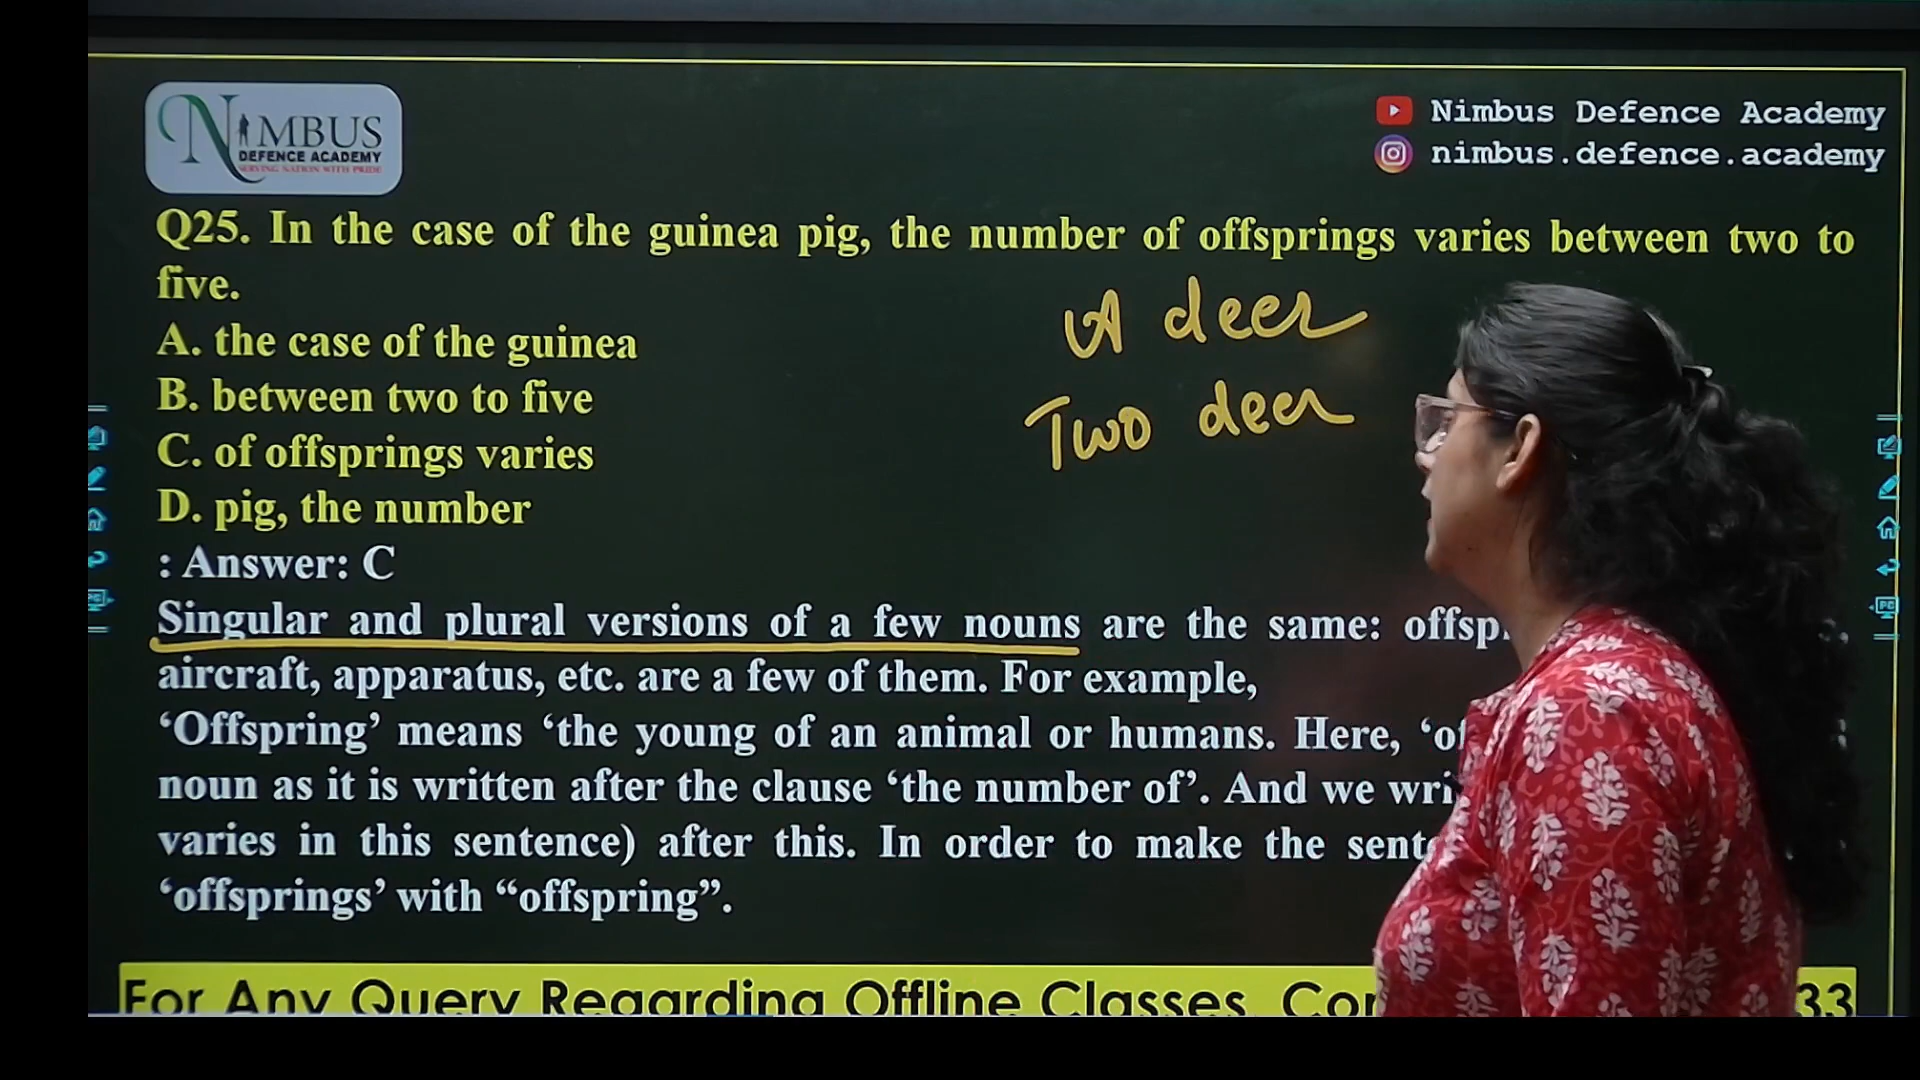 NIMBUS
DEFENCE ACADEMY
SERVING NATION WITH PRIDE
Nimbus Defence Academy
nimbus.defence.academy
Q25. In the case of the guinea pig, the number of offsprings varies between two to
five.
A deer
A. the case of the guinea
Two deer
B. between two to five
C. of offsprings varies
D. pig, the number
: Answer: C
Singular and plural versions of a few nouns are the same:
aircraft, apparatus, etc. are a few of them. For example,
‘Offspring’ means ‘the young of an animal or humans. Here,
noun as it is written after the clause ‘the number of’. And we
varies in this sentence) after this. In order to make the
‘offsprings’ with “offspring”.
For Any Query Regarding Offline Classes, 33